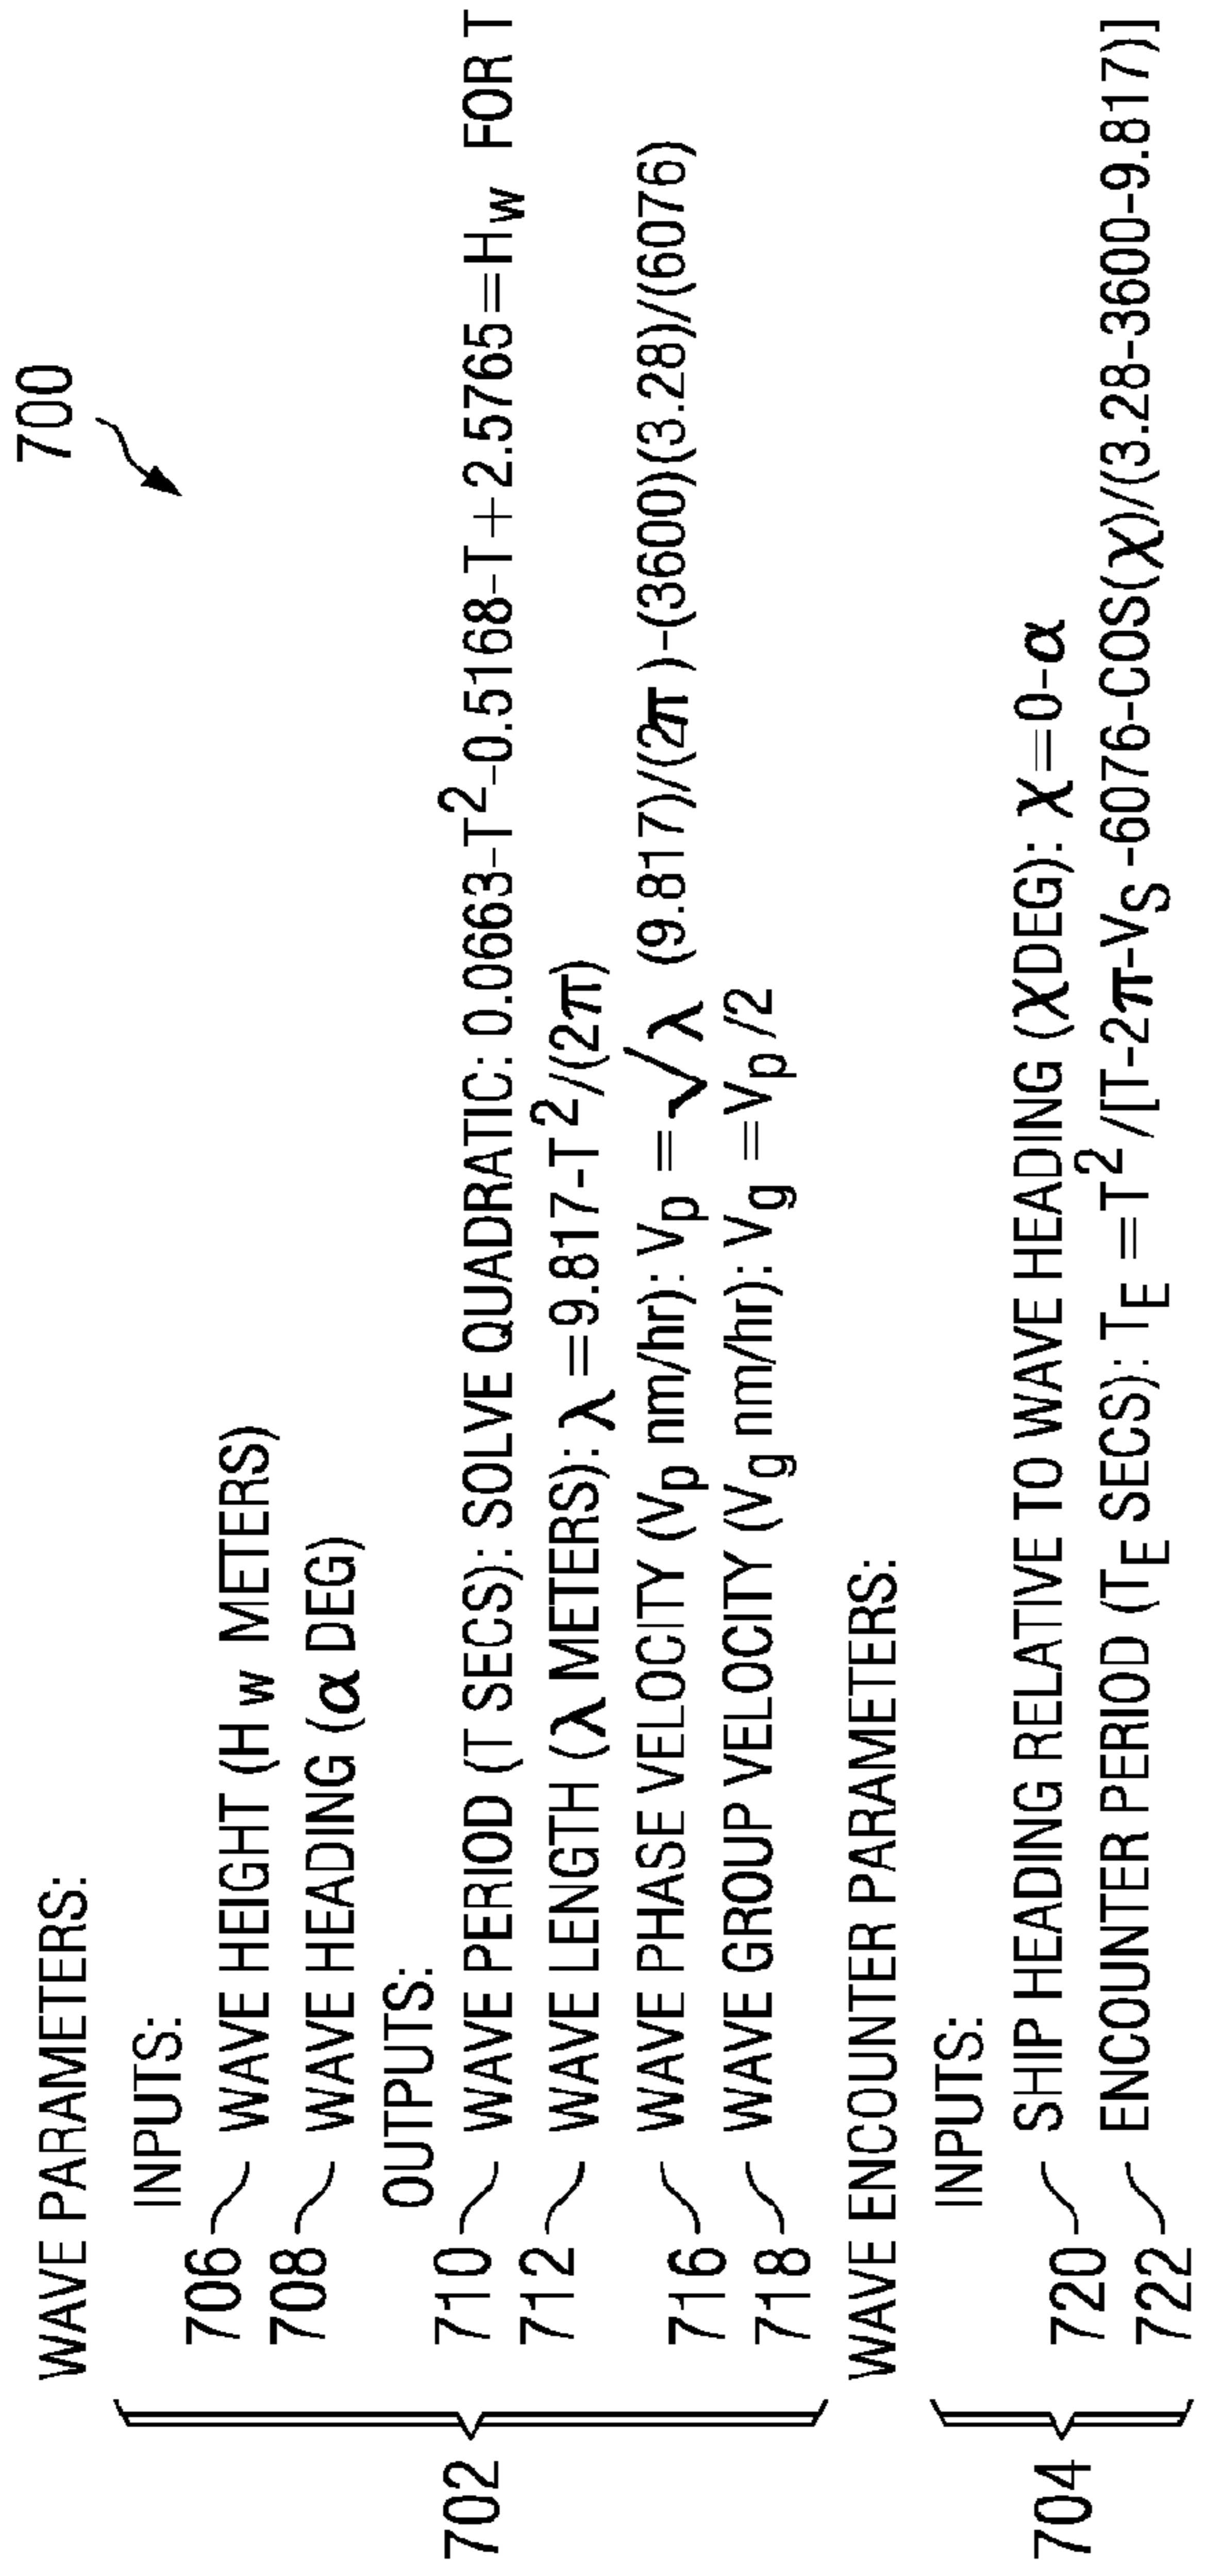 700
WAVE PARAMETERS:
INPUTS:
706 WAVE HEIGHT (H w METERS)
708 WAVE HEADING (α DEG)
OUTPUTS:
702
710 WAVE PERIOD (T SECS): SOLVE QUADRATIC: 0.0663-T²-0.5168-T+2.5765=Hw FOR T
712 WAVE LENGTH (λ METERS): λ=9.817-T²/(2π)
716 WAVE PHASE VELOCITY (Vp nm/hr): Vp=√λ (9.817)/(2π)-(3600)(3.28)/(6076)
718 WAVE GROUP VELOCITY (Vg nm/hr): Vg=Vp/2
WAVE ENCOUNTER PARAMETERS:
INPUTS:
704
720 SHIP HEADING RELATIVE TO WAVE HEADING (χDEG): χ=0-α
722 ENCOUNTER PERIOD (TE SECS): TE=T²/[T-2π-VS-6076-COS(χ)/(3.28-3600-9.817)]